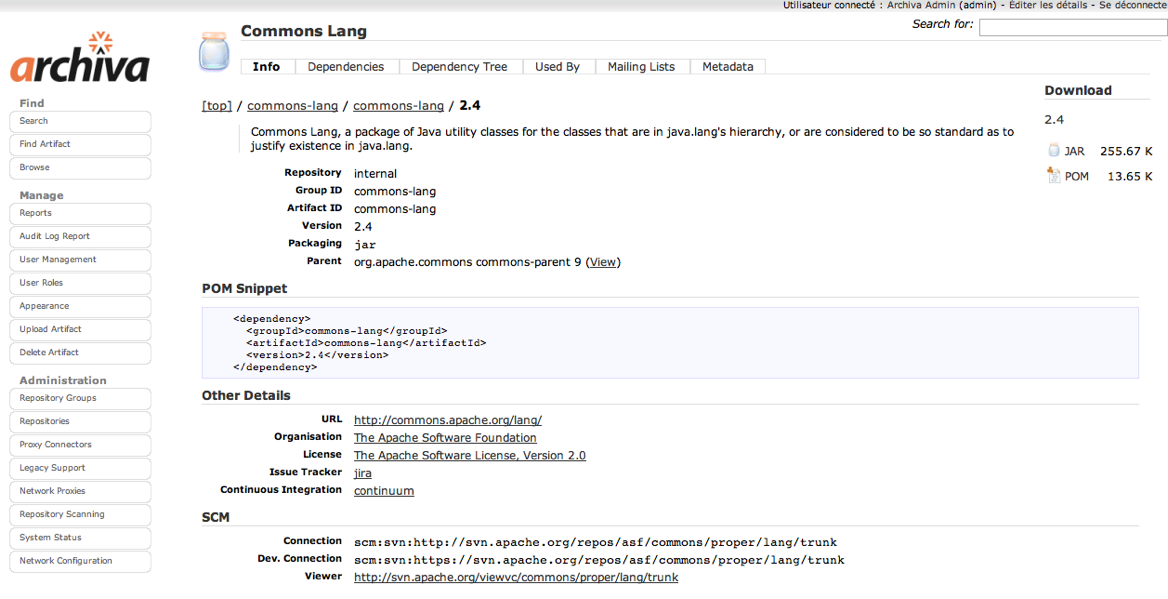 Utilisateur connecté : Archiva Admin (admin) - Éditer les détails - Se déconnecte
archiva
Commons Lang
Search for:
Info Dependencies Dependency Tree Used By Mailing Lists Metadata
Find
Search
Find Artifact
Browse
Manage
Reports
Audit Log Report
User Management
User Roles
Appearance
Upload Artifact
Delete Artifact
Administration
Repository Groups
Repositories
Proxy Connectors
Legacy Support
Network Proxies
Repository Scanning
System Status
Network Configuration
[top] / commons-lang / commons-lang / 2.4
Commons Lang, a package of Java utility classes for the classes that are in java.lang's hierarchy, or are considered to be so standard as to
justify existence in java.lang.
Repository internal
Group ID commons-lang
Artifact ID commons-lang
Version 2.4
Packaging jar
Parent org.apache.commons commons-parent 9 (View)
POM Snippet
<dependency>
<groupId>commons-lang</groupId>
<artifactId>commons-lang</artifactId>
<version>2.4</version>
</dependency>
Other Details
URL http://commons.apache.org/lang/
Organisation The Apache Software Foundation
License The Apache Software License, Version 2.0
Issue Tracker jira
Continuous Integration continuum
SCM
Connection scm:svn:http://svn.apache.org/repos/asf/commons/proper/lang/trunk
Dev. Connection scm:svn:https://svn.apache.org/repos/asf/commons/proper/lang/trunk
Viewer http://svn.apache.org/viewvc/commons/proper/lang/trunk
Download
2.4
JAR 255.67 K
POM 13.65 K